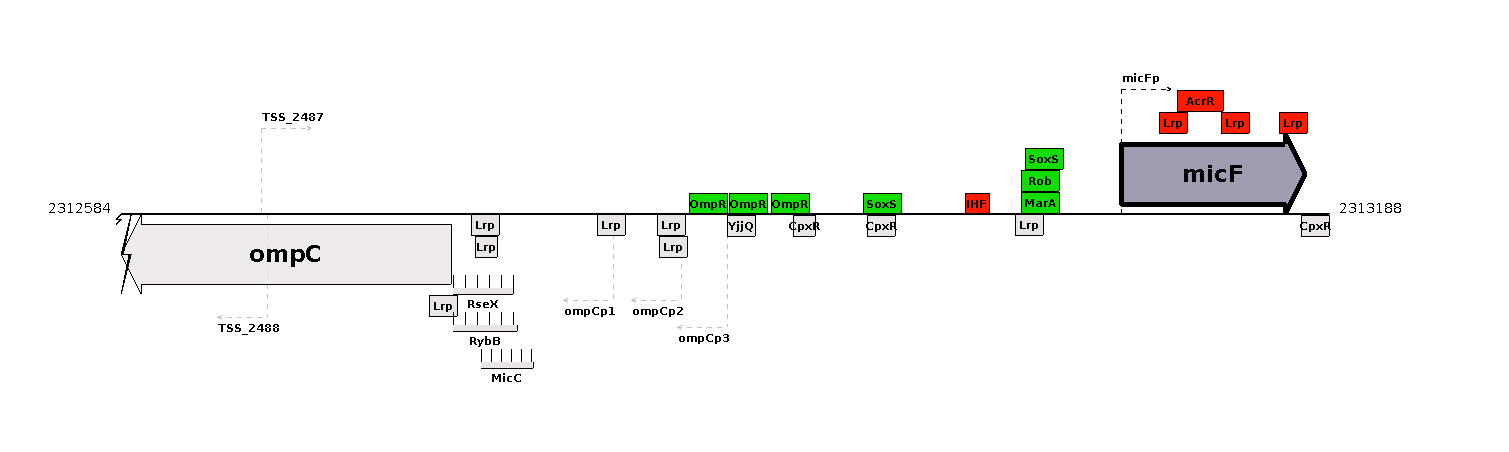 micFp
AcrR
TSS_2487
Lrp Lrp Lrp
SoxS
micF
Rob
2312584 OmpR OmpR OmpR SoxS IHF MarA 2313188
Lrp Lrp Lrp YjjQ CpxR CpxR Lrp CpxR
Lrp Lrp
ompC
RseX
Lrp
ompCp1 ompCp2
TSS_2488
RybB ompCp3
MicC